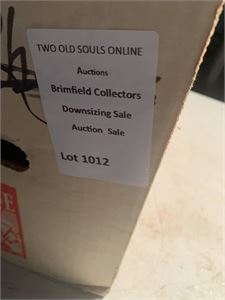 TWO OLD SOULS ONLINE
Auctions
Brimfield Collectors
Downsizing Sale
Auction Sale
Lot 1012